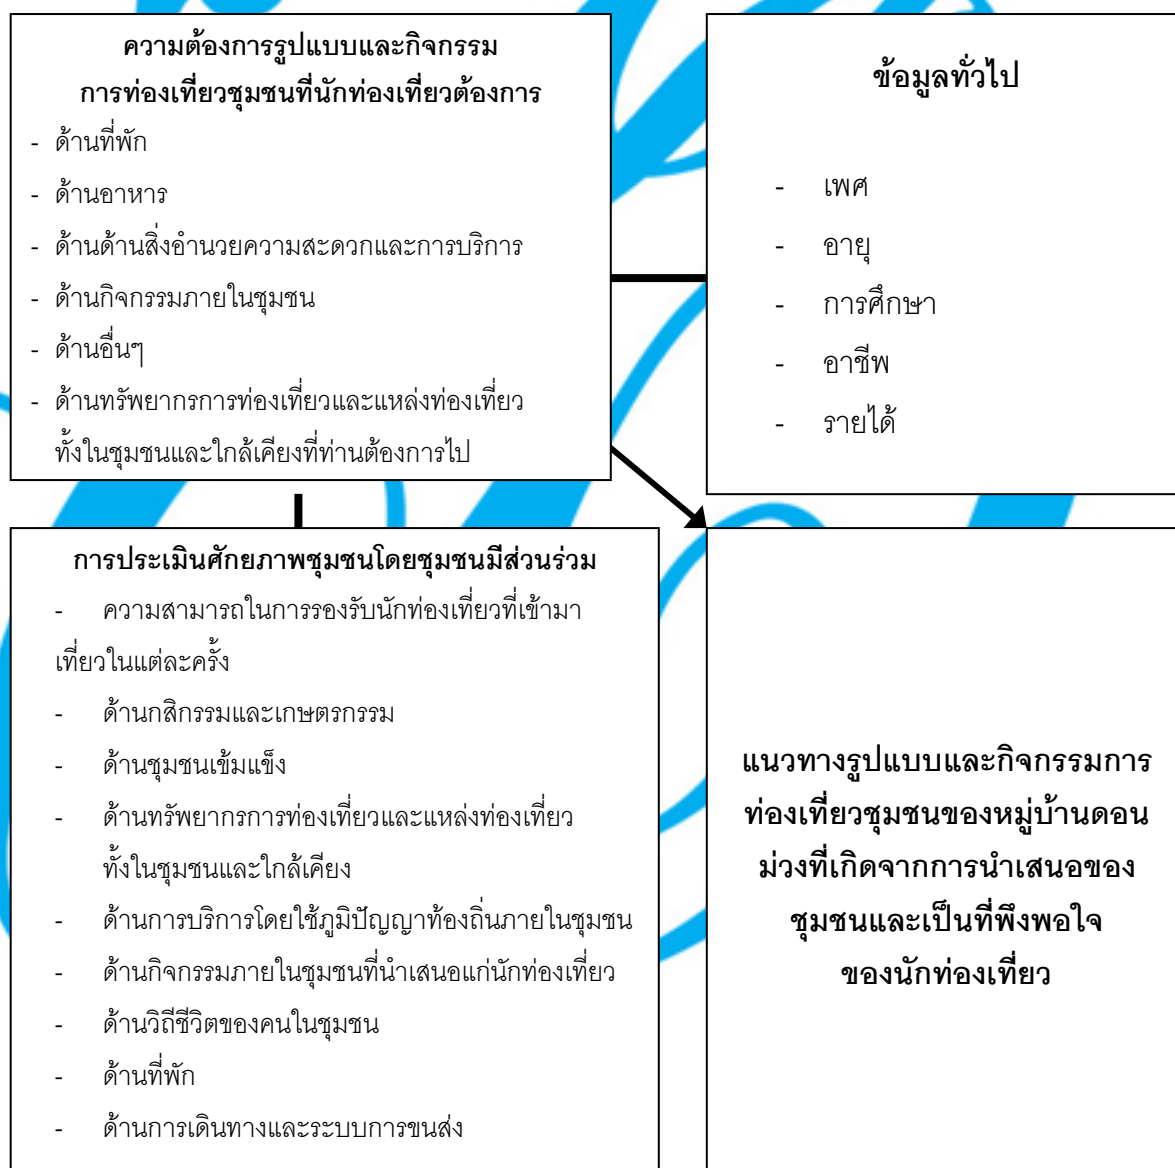 ความต้องการรูปแบบและกิจกรรม
การท่องเที่ยวชุมชนที่นักท่องเที่ยวต้องการ
- ด้านที่พัก
- ด้านอาหาร
- ด้านด้านสิ่งอำนวยความสะดวกและการบริการ
- ด้านกิจกรรมภายในชุมชน
- ด้านอื่นๆ
- ด้านทรัพยากรการท่องเที่ยวและแหล่งท่องเที่ยว
ทั้งในชุมชนและใกล้เคียงที่ท่านต้องการไป
ข้อมูลทั่วไป
- เพศ
- อายุ
- การศึกษา
- อาชีพ
- รายได้
การประเมินศักยภาพชุมชนโดยชุมชนมีส่วนร่วม
- ความสามารถในการรองรับนักท่องเที่ยวที่เข้ามา
เที่ยวในแต่ละครั้ง
- ด้านกสิกรรมและเกษตรกรรม
- ด้านชุมชนเข้มแข็ง
- ด้านทรัพยากรการท่องเที่ยวและแหล่งท่องเที่ยว
ทั้งในชุมชนและใกล้เคียง
- ด้านการบริการโดยใช้ภูมิปัญญาท้องถิ่นภายในชุมชน
- ด้านกิจกรรมภายในชุมชนที่นำเสนอแก่นักท่องเที่ยว
- ด้านวิถีชีวิตของคนในชุมชน
- ด้านที่พัก
- ด้านการเดินทางและระบบการขนส่ง
แนวทางรูปแบบและกิจกรรมการ
ท่องเที่ยวชุมชนของหมู่บ้านดอน
ม่วงที่เกิดจากการนำเสนอของ
ชุมชนและเป็นที่พึงพอใจ
ของนักท่องเที่ยว